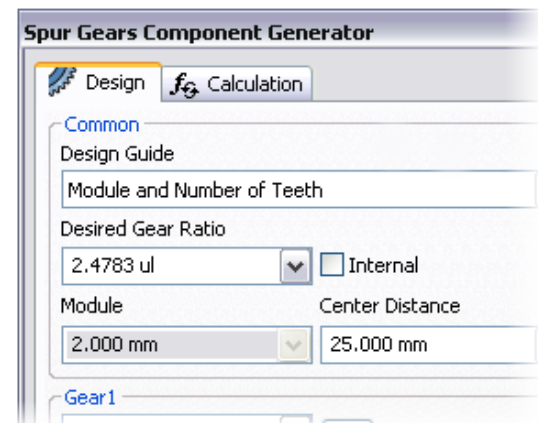 Spur Gears Component Generator
Design fG Calculation
Common
Design Guide
Module and Number of Teeth
Desired Gear Ratio
2.4783 ul Internal
Module Center Distance
2.000 mm 25.000 mm
Gear1